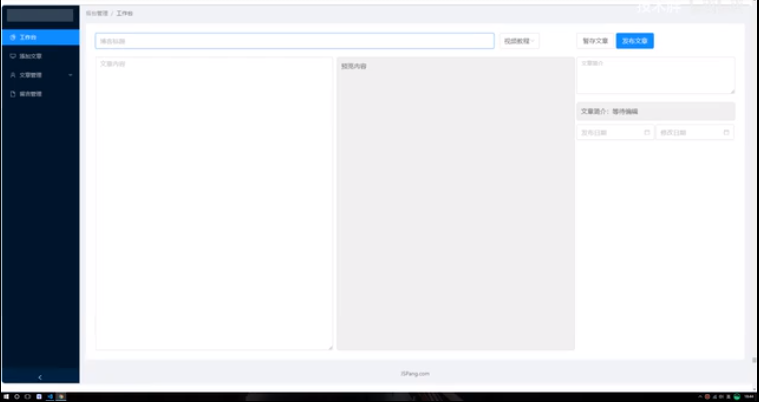 后台管理 / 工作台
工作台
添加文章
文章管理
留言管理
博客标题
视频教程
暂存文章
发布文章
文章内容
预览内容
文章简介
文章简介：等待编辑
发布日期
修改日期
JSPang.com